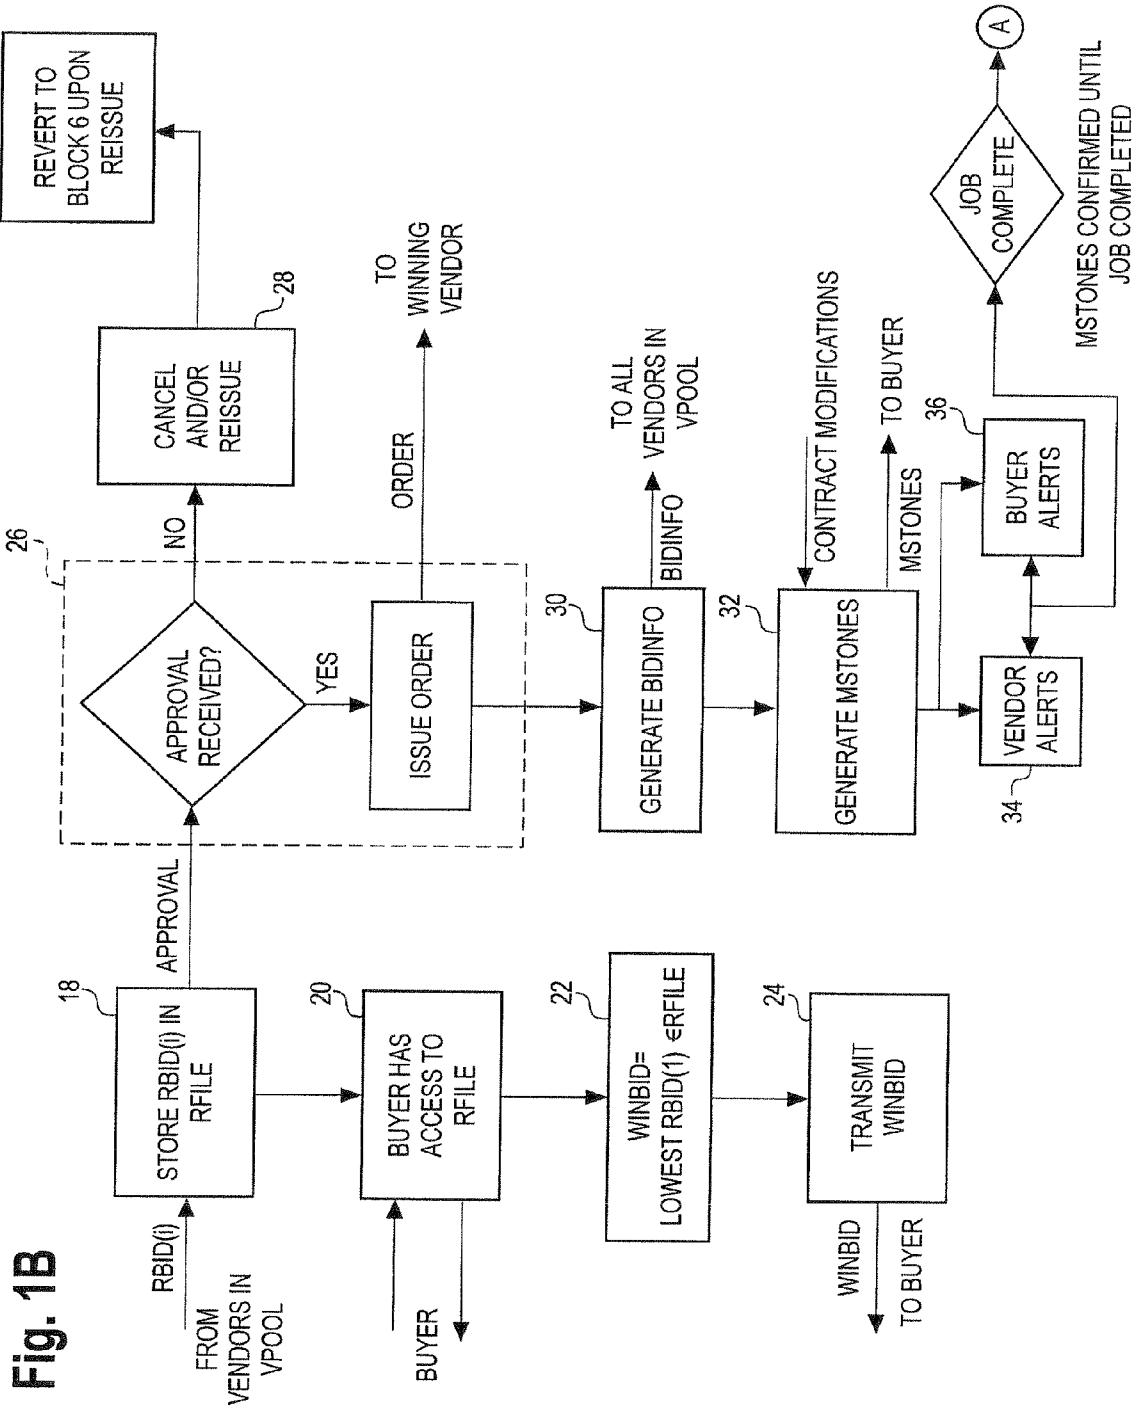 Fig. 1B
RBID(i)
FROM
VENDORS IN
VPOOL
18
STORE RBID(i) IN
RFILE
APPROVAL
BUYER
20
BUYER HAS
ACCESS TO
RFILE
22
WINBID=
LOWEST RBID(1) ∈RFILE
24
TRANSMIT
WINBID
WINBID
TO BUYER
26
APPROVAL
RECEIVED?
NO
YES
28
CANCEL
AND/OR
REISSUE
REVERT TO
BLOCK 6 UPON
REISSUE
ISSUE ORDER
ORDER
TO
WINNING
VENDOR
30
GENERATE BIDINFO
BIDINFO
TO ALL
VENDORS IN
VPOOL
32
GENERATE MSTONES
CONTRACT MODIFICATIONS
TO BUYER
MSTONES
34
VENDOR
ALERTS
36
BUYER
ALERTS
JOB
COMPLETE
A
MSTONES CONFIRMED UNTIL
JOB COMPLETED